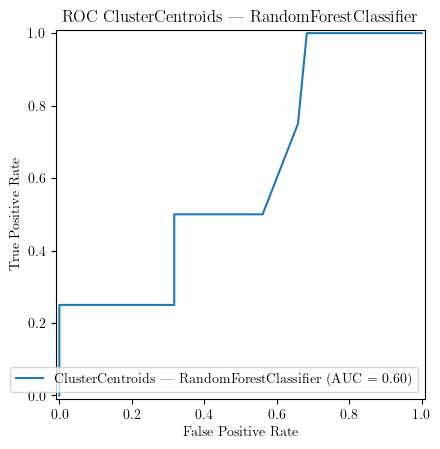 ROC ClusterCentroids — RandomForestClassifier
1.0
0.8
0.6
0.4
0.2
0.0
True Positive Rate
ClusterCentroids — RandomForestClassifier (AUC = 0.60)
0.0 0.2 0.4 0.6 0.8 1.0
False Positive Rate